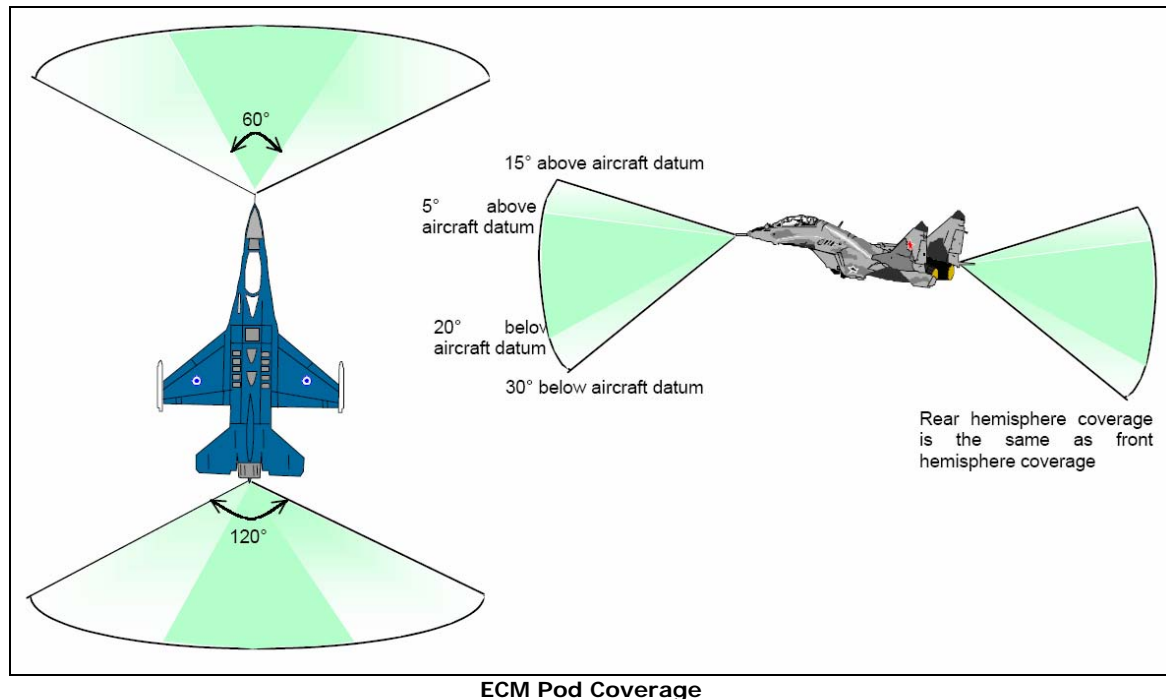 60°
120°
15° above aircraft datum
5° above
aircraft datum
20° below
aircraft datum
30° below aircraft datum
Rear hemisphere coverage
is the same as front
hemisphere coverage
ECM Pod Coverage